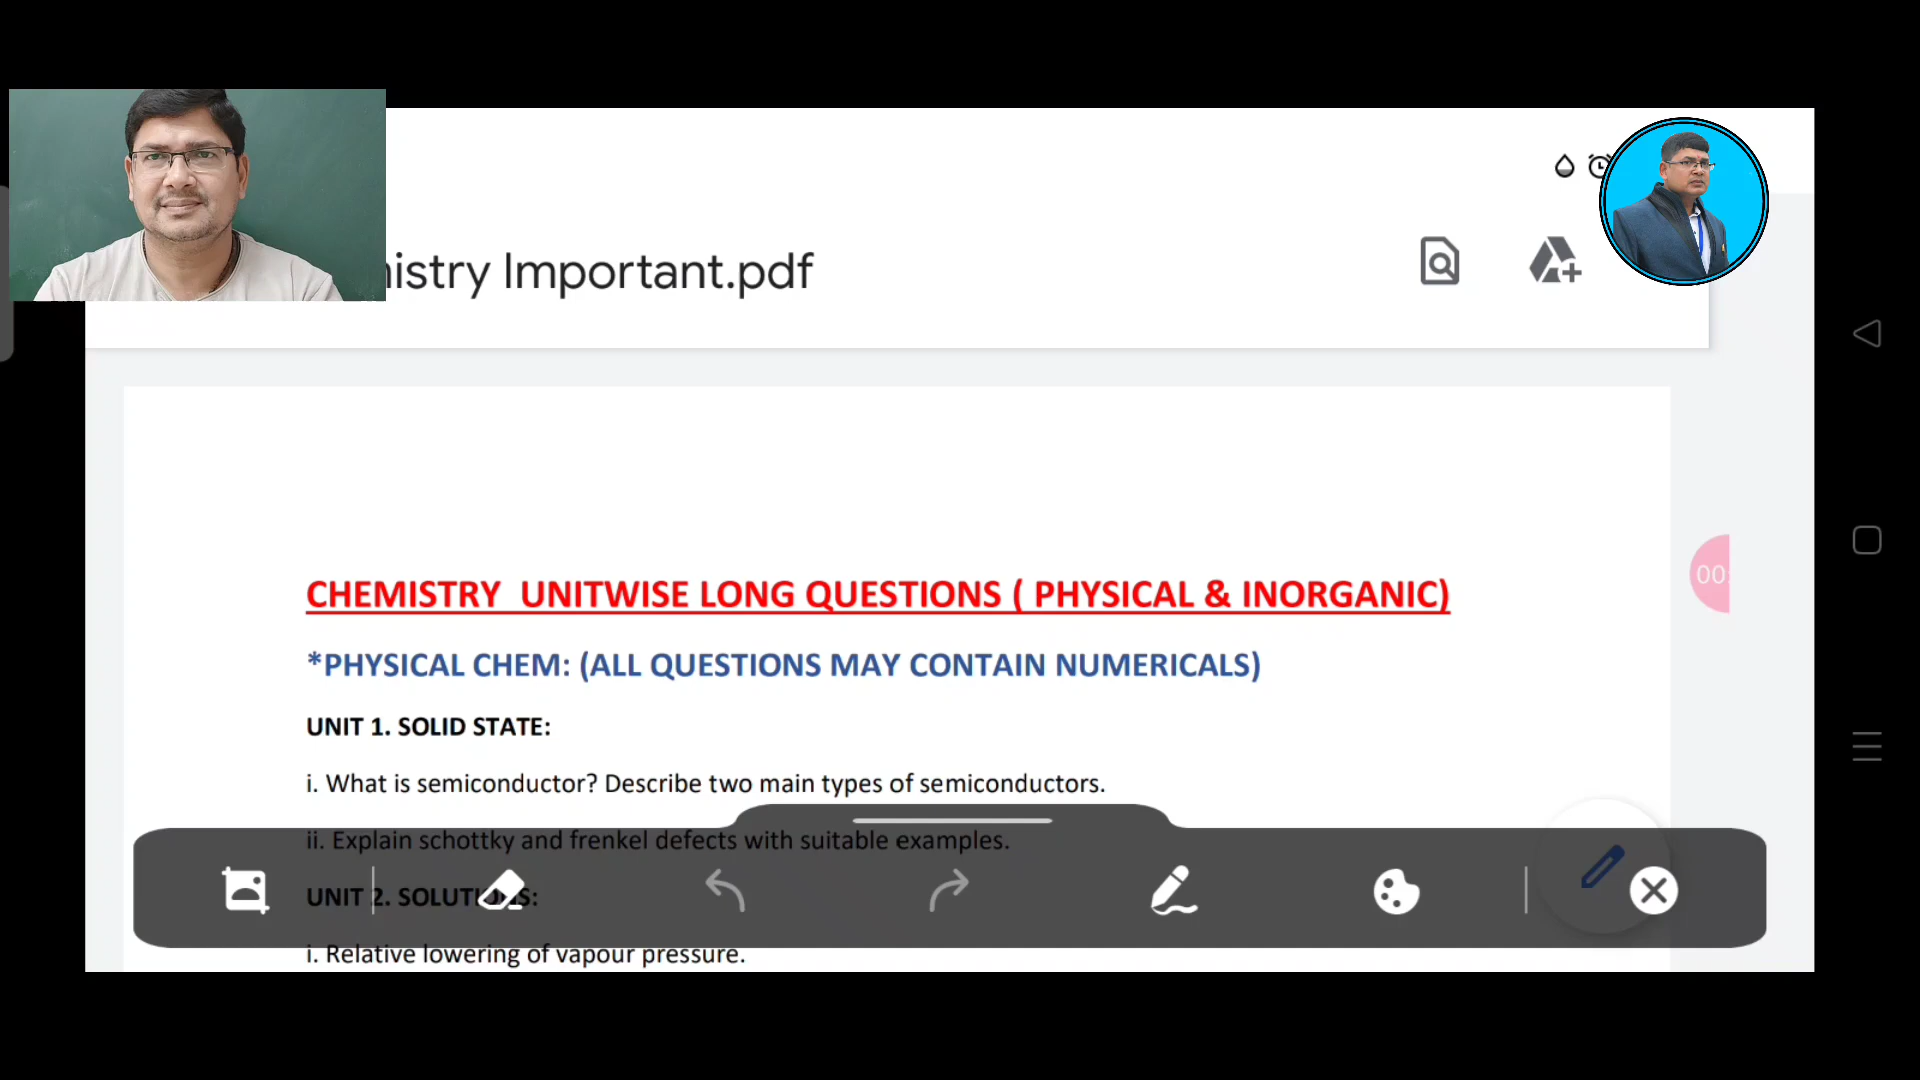 istry Important.pdf
CHEMISTRY UNITWISE LONG QUESTIONS ( PHYSICAL & INORGANIC)
*PHYSICAL CHEM: (ALL QUESTIONS MAY CONTAIN NUMERICALS)
UNIT 1. SOLID STATE:
i. What is semiconductor? Describe two main types of semiconductors.
00:
ii. Explain schottky and frenkel defects with suitable examples.
UNIT 2. SOLUTIONS:
i. Relative lowering of vapour pressure.